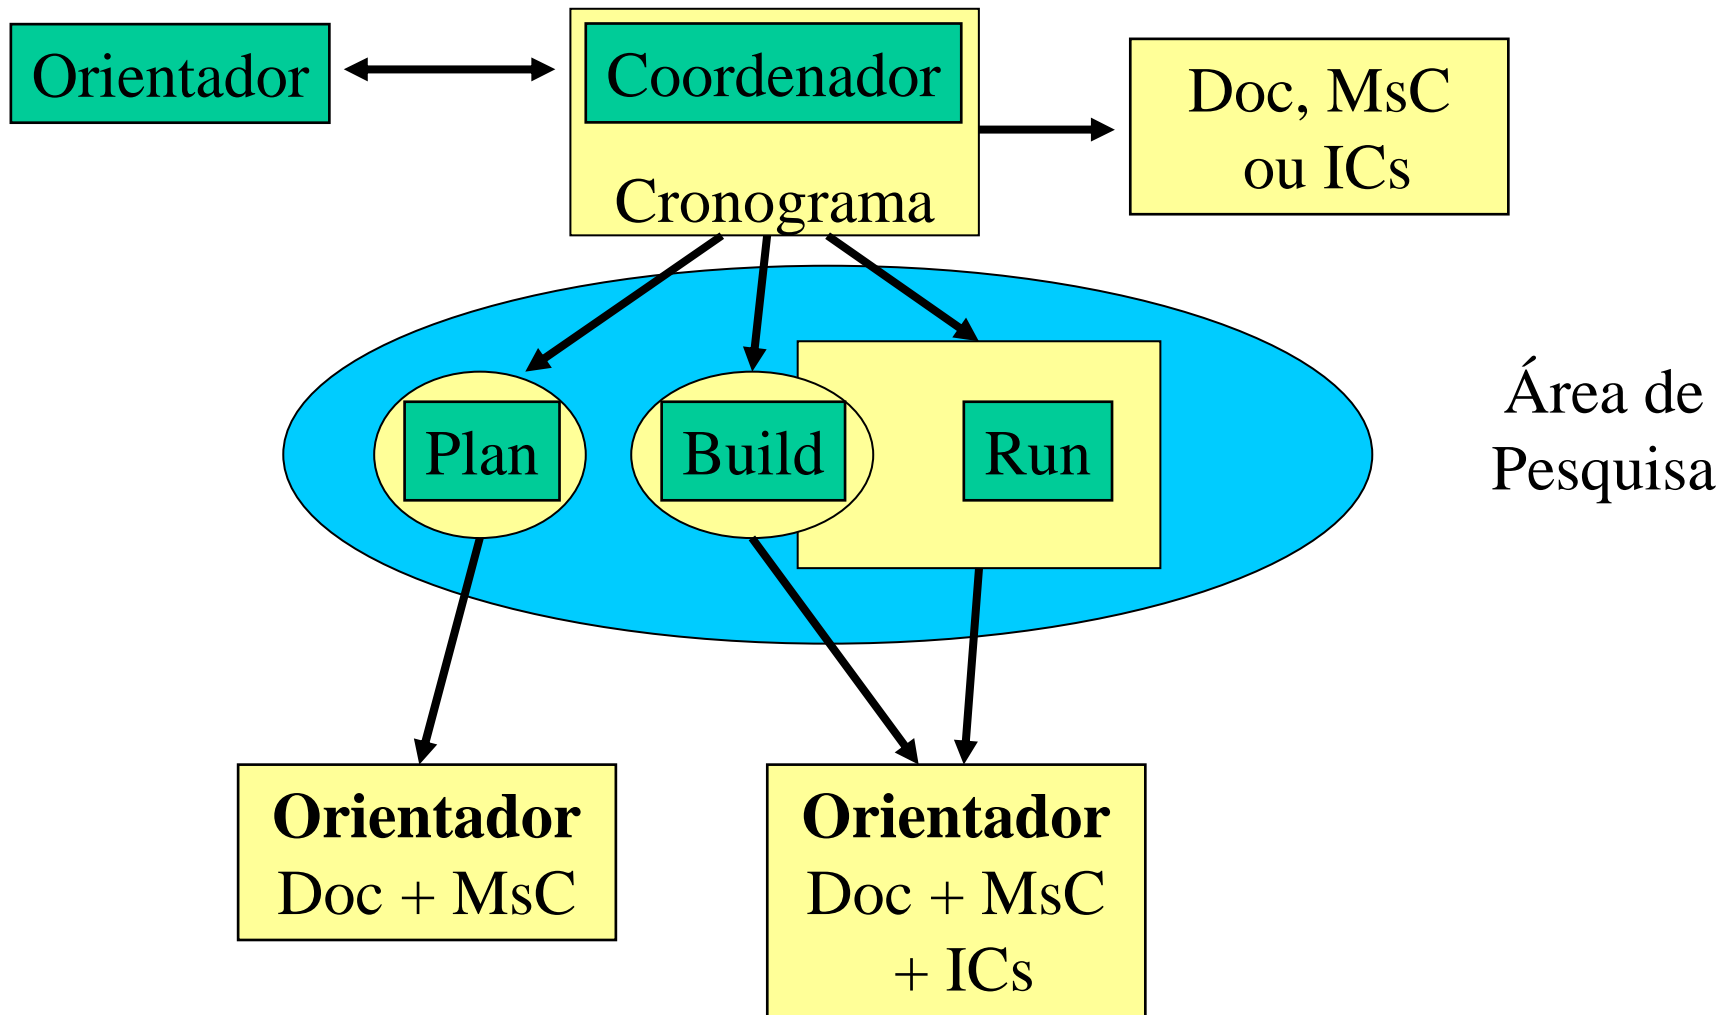 Orientador
Coordenador
Cronograma
Doc, MsC
ou ICs
Plan
Build
Run
Área de
Pesquisa
Orientador
Doc + MsC
Orientador
Doc + MsC
+ ICs